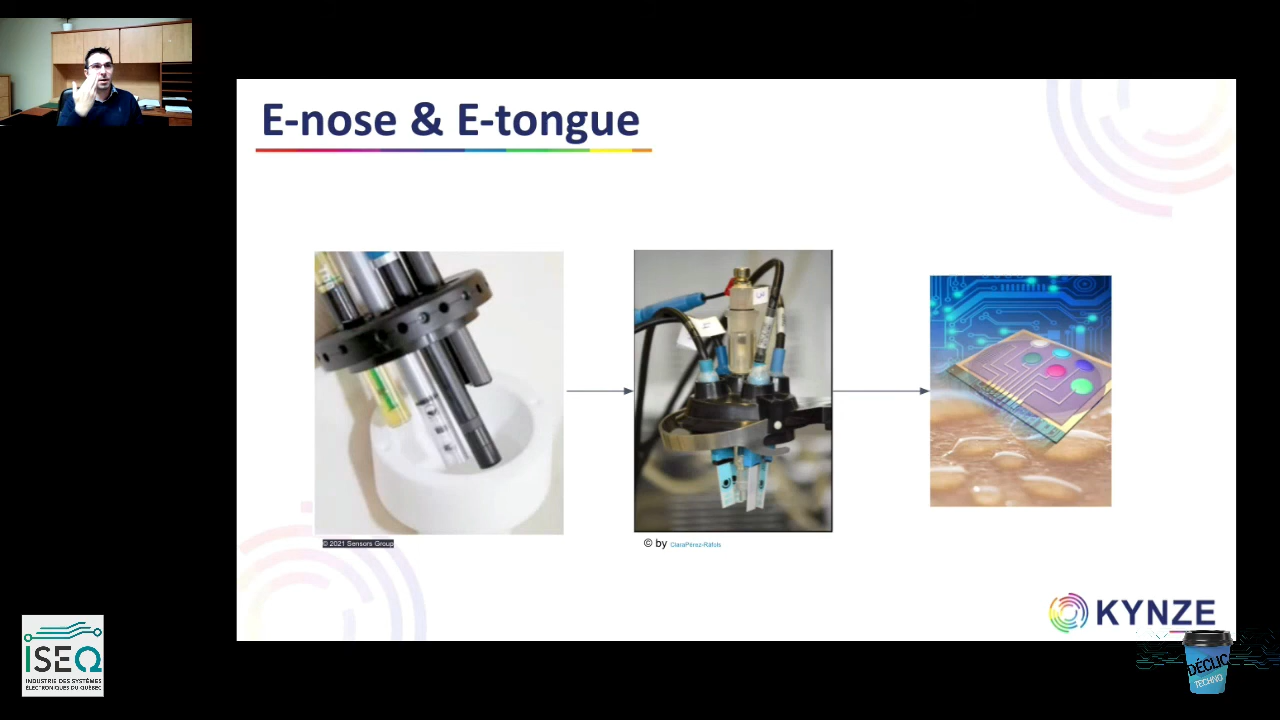 E-nose & E-tongue
© 2021 Sensors Group
© by ClaraPérez-Ràfols
KYNZE
ISEQ
INDUSTRIE DES SYSTÈMES
ÉLECTRONIQUES DU QUÉBEC
DÉCLIC
TECHNO